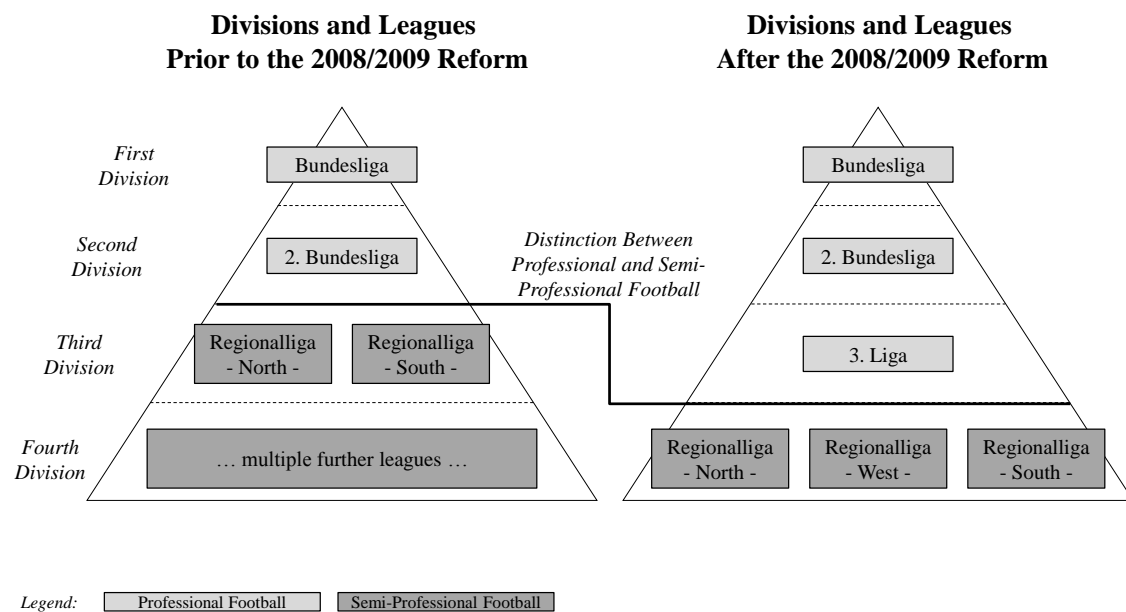 Divisions and Leagues
Prior to the 2008/2009 Reform
Divisions and Leagues
After the 2008/2009 Reform
First
Division
Bundesliga
Bundesliga
Second
Division
2. Bundesliga
Distinction Between
Professional and Semi-
Professional Football
2. Bundesliga
Third
Division
Regionalliga
- North -
Regionalliga
- South -
3. Liga
Fourth
Division
… multiple further leagues …
Regionalliga
- North -
Regionalliga
- West -
Regionalliga
- South -
Legend:
Professional Football
Semi-Professional Football